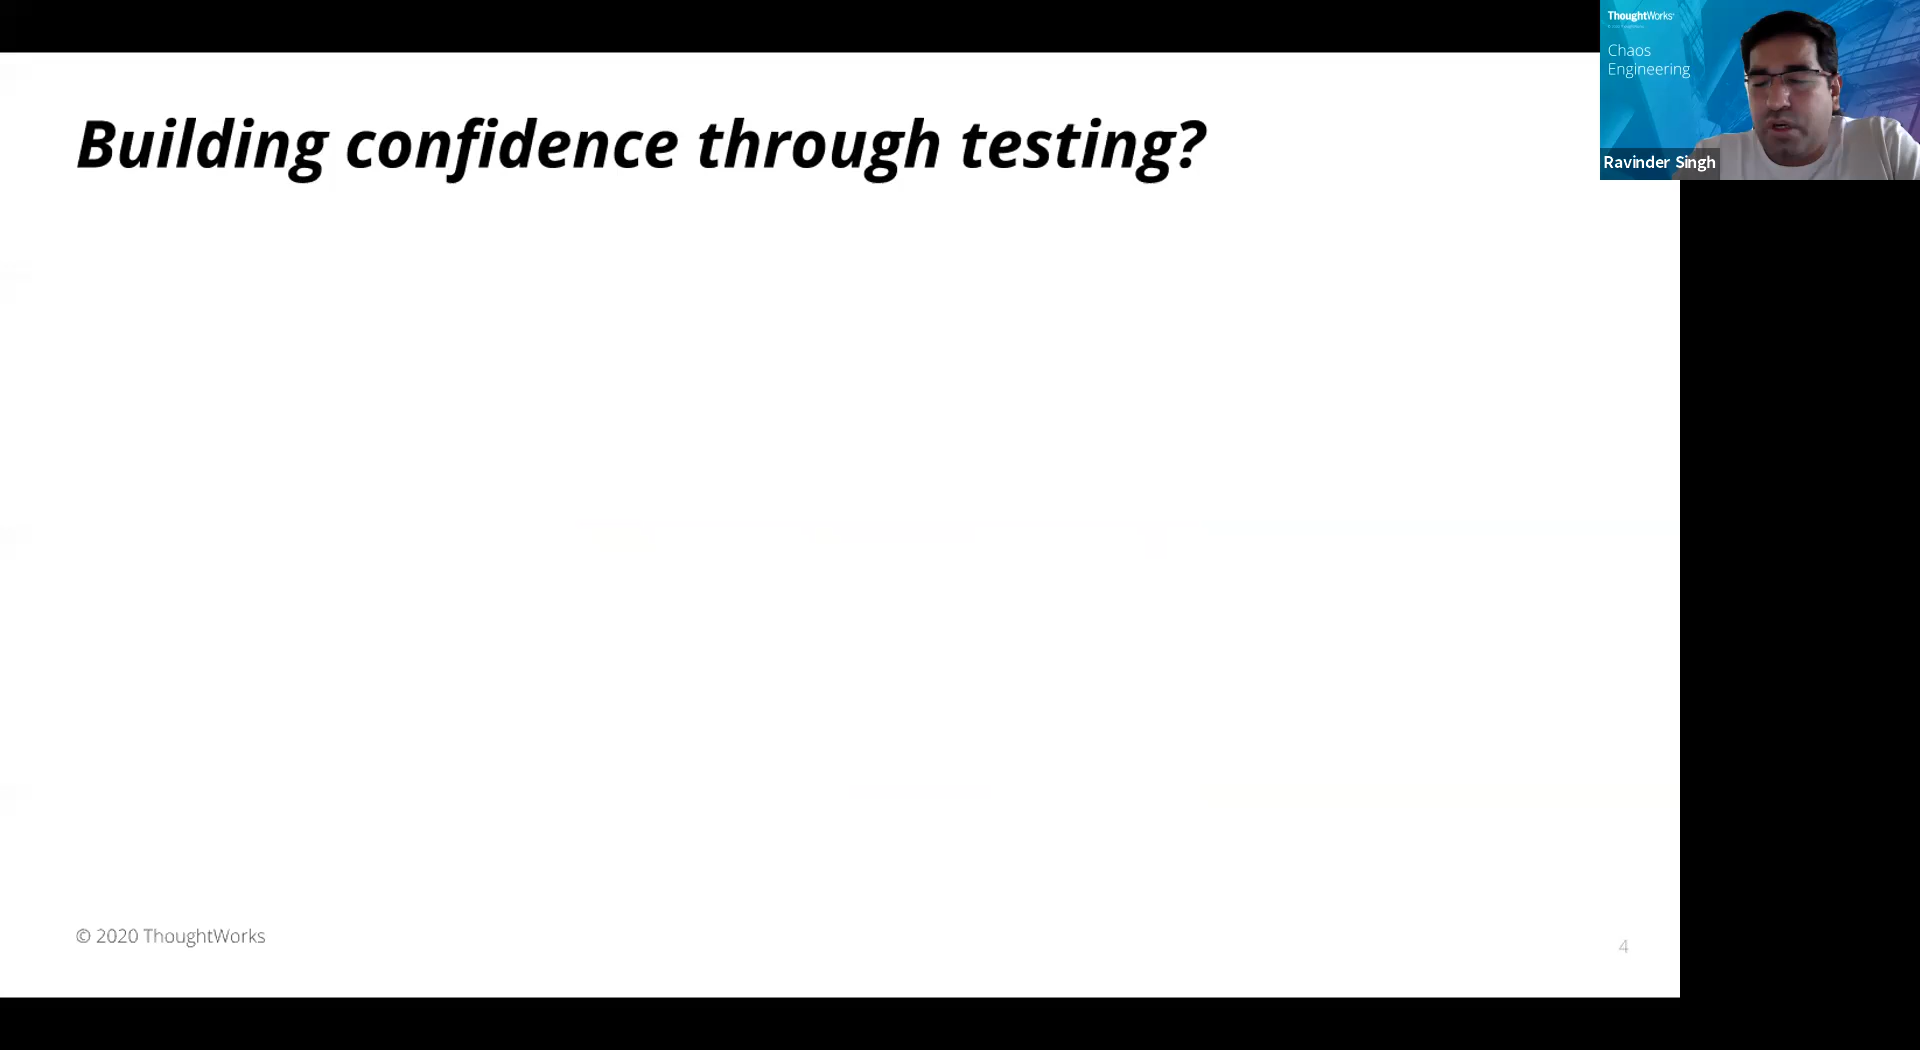 ThoughtWorks
Chaos
Engineering
Ravinder Singh
Building confidence through testing?
© 2020 ThoughtWorks
4